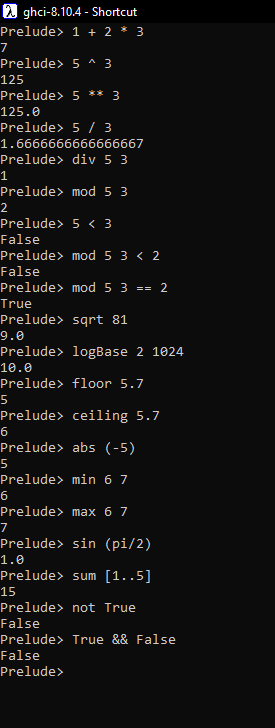 ghci-8.10.4 - Shortcut
Prelude> 1 + 2 * 3
7
Prelude> 5 ^ 3
125
Prelude> 5 ** 3
125.0
Prelude> 5 / 3
1.6666666666666667
Prelude> div 5 3
1
Prelude> mod 5 3
2
Prelude> 5 < 3
False
Prelude> mod 5 3 < 2
False
Prelude> mod 5 3 == 2
True
Prelude> sqrt 81
9.0
Prelude> logBase 2 1024
10.0
Prelude> floor 5.7
5
Prelude> ceiling 5.7
6
Prelude> abs (-5)
5
Prelude> min 6 7
6
Prelude> max 6 7
7
Prelude> sin (pi/2)
1.0
Prelude> sum [1..5]
15
Prelude> not True
False
Prelude> True && False
False
Prelude>